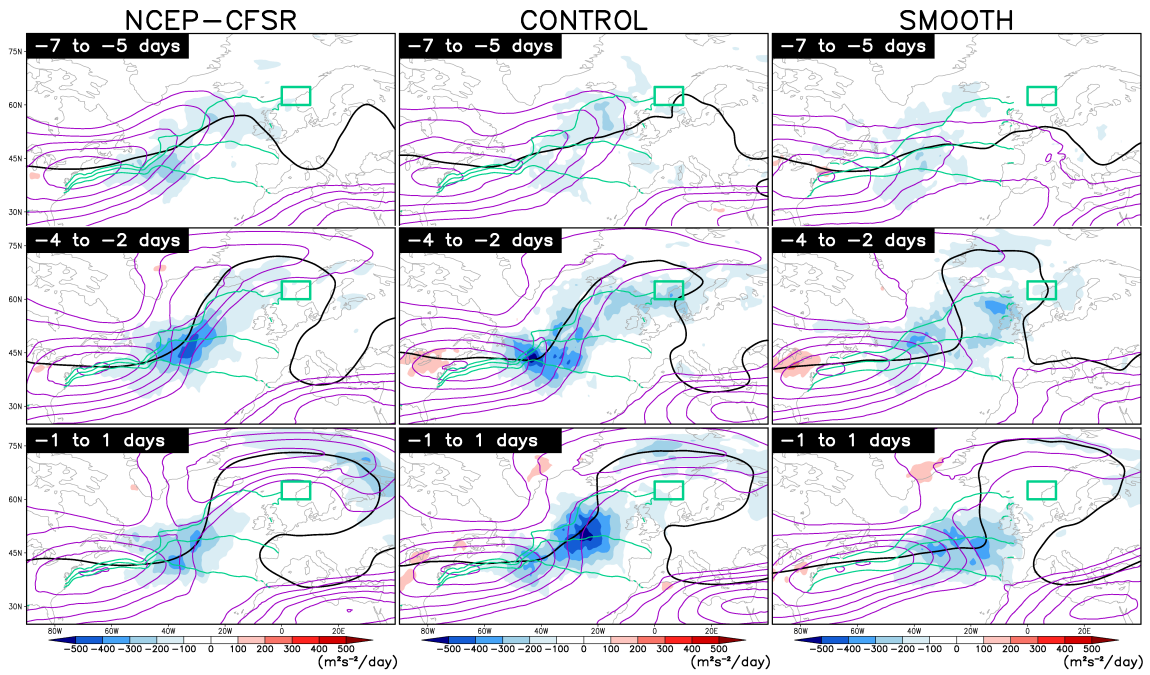 NCEP−CFSR CONTROL SMOOTH
−7 to −5 days −7 to −5 days −7 to −5 days
75N
60N
45N
30N
−4 to −2 days −4 to −2 days −4 to −2 days
75N
60N
45N
30N
−1 to 1 days −1 to 1 days −1 to 1 days
75N
60N
45N
30N
80W 60W 40W 20W 0 20E 80W 60W 40W 20W 0 20E 80W 60W 40W 20W 0 20E
−500 −400 −300 −200 −100 0 100 200 300 400 500 −500 −400 −300 −200 −100 0 100 200 300 400 500 −500 −400 −300 −200 −100 0 100 200 300 400 500
(m²s⁻²/day) (m²s⁻²/day) (m²s⁻²/day)